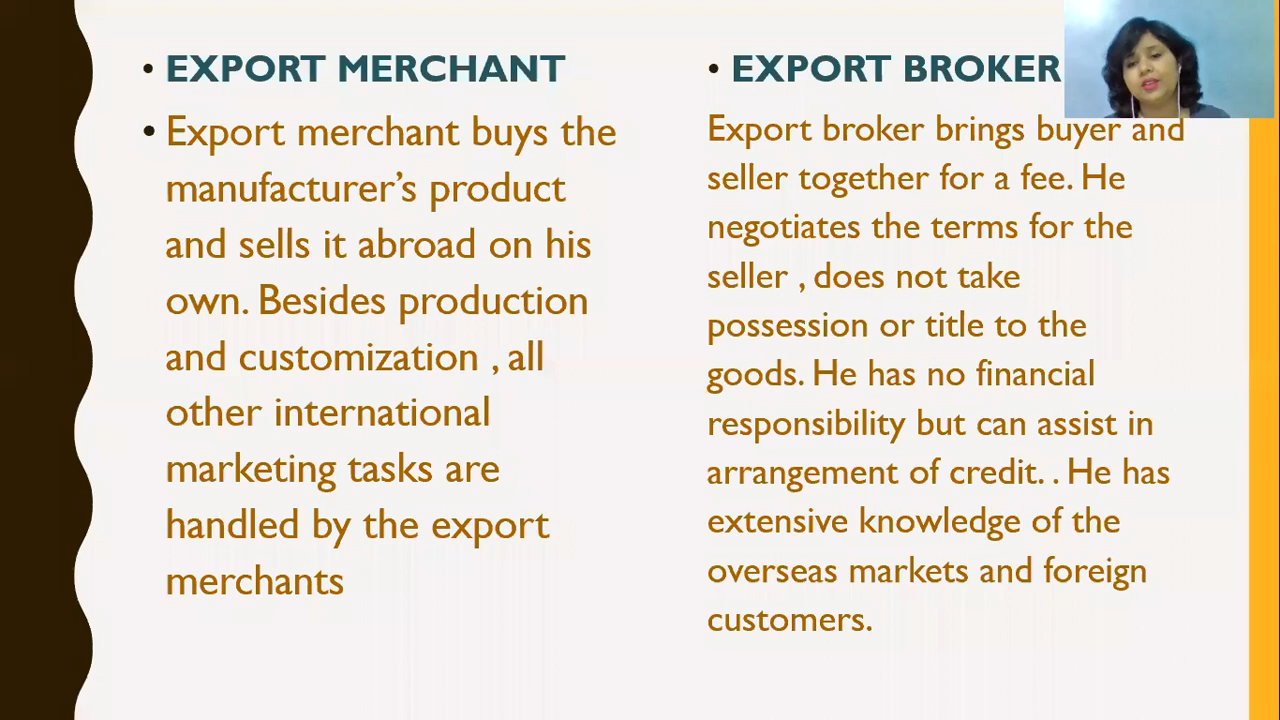 • EXPORT MERCHANT
• Export merchant buys the
manufacturer’s product
and sells it abroad on his
own. Besides production
and customization , all
other international
marketing tasks are
handled by the export
merchants
• EXPORT BROKER
Export broker brings buyer and
seller together for a fee. He
negotiates the terms for the
seller , does not take
possession or title to the
goods. He has no financial
responsibility but can assist in
arrangement of credit. . He has
extensive knowledge of the
overseas markets and foreign
customers.